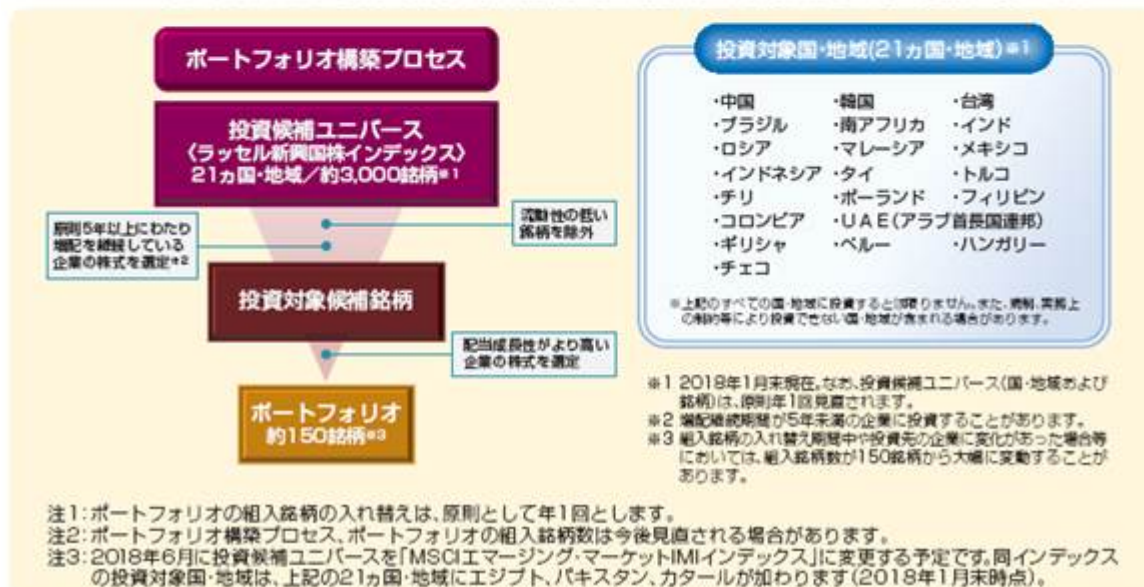 ポートフォリオ構築プロセス
投資候補ユニバース
〈ラッセル新興国株インデックス〉
21ヵ国・地域／約3,000銘柄※1
原則5年以上にわたり
増配を継続している
企業の株式を選定※2
流動性の低い
銘柄を除外
投資対象候補銘柄
配当成長性がより高い
企業の株式を選定
ポートフォリオ
約150銘柄※3
投資対象国・地域(21ヵ国・地域)※1
・中国 ・韓国 ・台湾
・ブラジル ・南アフリカ ・インド
・ロシア ・マレーシア ・メキシコ
・インドネシア ・タイ ・トルコ
・チリ ・ポーランド ・フィリピン
・コロンビア ・UAE(アラブ首長国連邦)
・ギリシャ ・ペルー ・ハンガリー
・チェコ
※上記のすべての国・地域に投資するとは限りません。また、規制、実務上
の制約等により投資できない国・地域が含まれる場合があります。
※1 2018年1月末現在。なお、投資候補ユニバース(国・地域および
銘柄)は、原則年1回見直されます。
※2 増配継続期間が5年未満の企業に投資することがあります。
※3 組入銘柄の入れ替え期間中や投資先の企業に変化があった場合等
においては、組入銘柄数が150銘柄から大幅に変動することが
あります。
注1：ポートフォリオの組入銘柄の入れ替えは、原則として年1回とします。
注2：ポートフォリオ構築プロセス、ポートフォリオの組入銘柄数は今後見直される場合があります。
注3：2018年6月に投資候補ユニバースを「MSCIエマージング・マーケットIMIインデックス」に変更する予定です。同インデックス
の投資対象国・地域は、上記の21ヵ国・地域にエジプト、パキスタン、カタールが加わります(2018年1月末時点)。